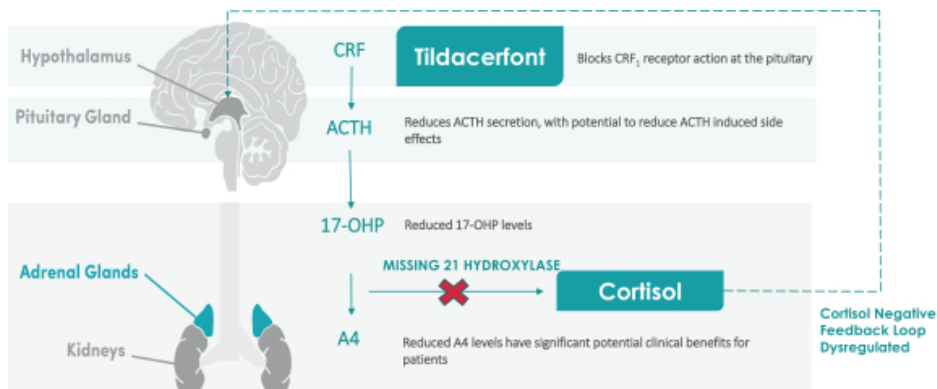 Hypothalamus
CRF
Tildacerfont
Blocks CRF₁ receptor action at the pituitary
Pituitary Gland
ACTH
Reduces ACTH secretion, with potential to reduce ACTH induced side
effects
17-OHP
Reduced 17-OHP levels
MISSING 21 HYDROXYLASE
Adrenal Glands
Cortisol
Cortisol Negative
Feedback Loop
Dysregulated
A4
Reduced A4 levels have significant potential clinical benefits for
patients
Kidneys